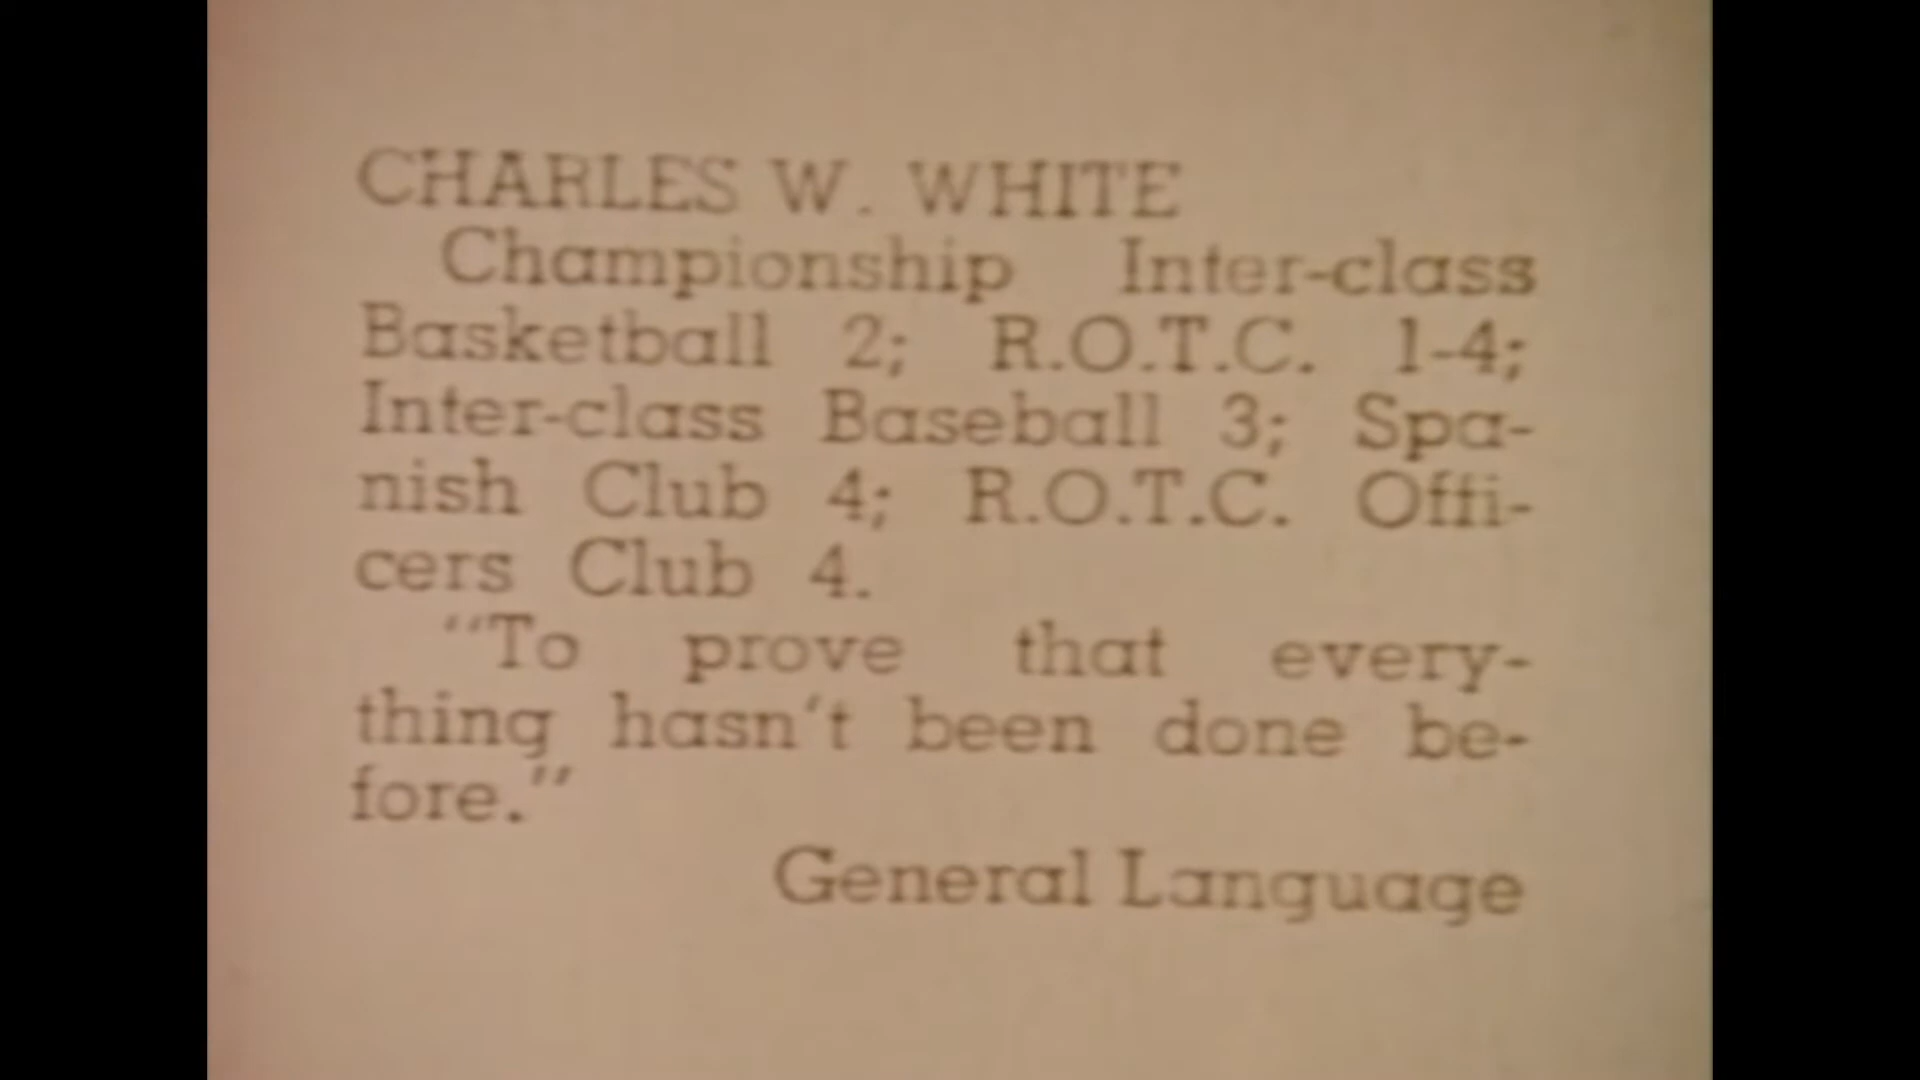 CHARLES W. WHITE
Championship Inter-class
Basketball 2; R.O.T.C. 1-4;
Inter-class Baseball 3; Spa-
nish Club 4; R.O.T.C. Offi-
cers Club 4.
"To prove that every-
thing hasn't been done be-
fore."
General Language